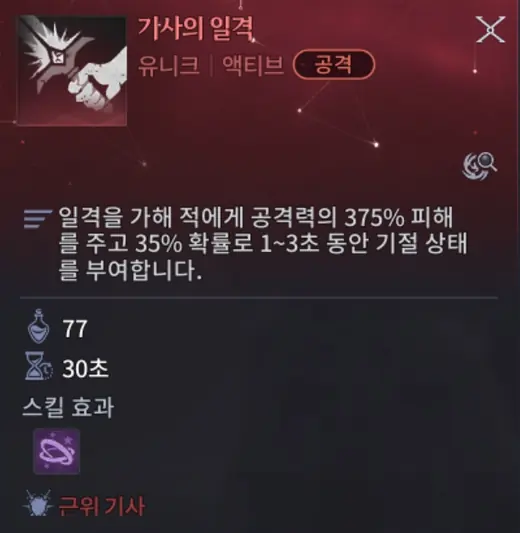 가사의 일격
유니크 | 액티브 공격
일격을 가해 적에게 공격력의 375% 피해
를 주고 35% 확률로 1~3초 동안 기절 상태
를 부여합니다.
77
30초
스킬 효과
근위 기사